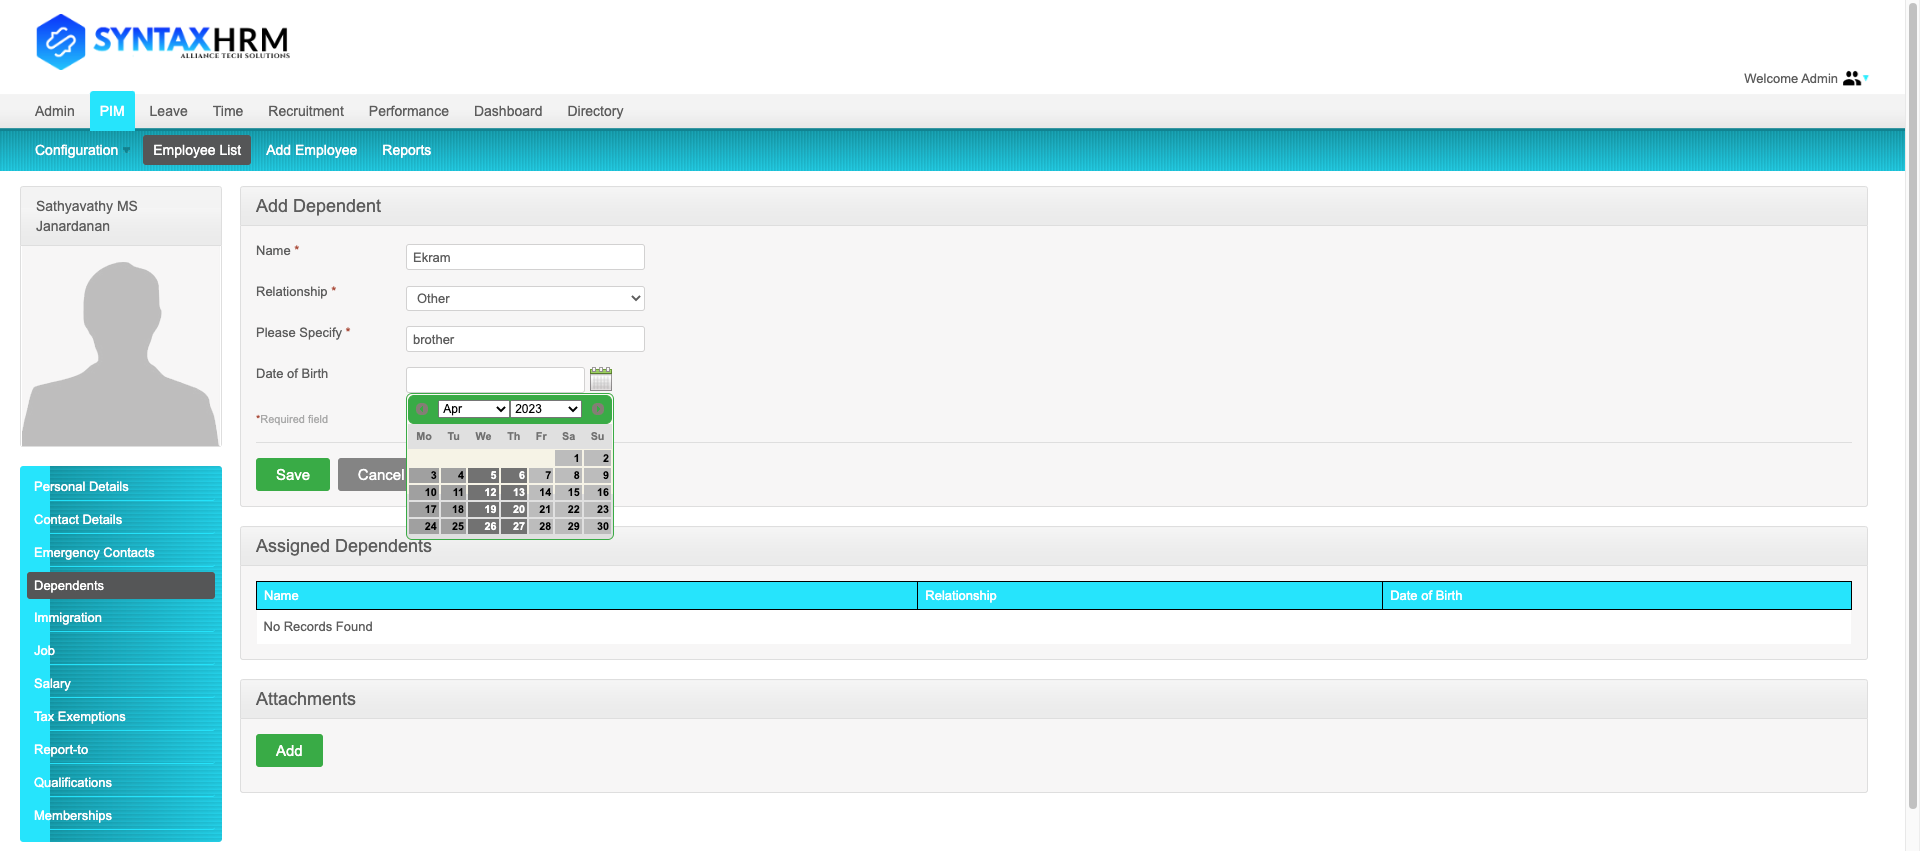 SYNTAXHRM
ALLIANCE TECH SOLUTIONS
Welcome Admin
Admin PIM Leave Time Recruitment Performance Dashboard Directory
Configuration Employee List Add Employee Reports
Sathyavathy MS
Janardanan
Personal Details
Contact Details
Emergency Contacts
Dependents
Immigration
Job
Salary
Tax Exemptions
Report-to
Qualifications
Memberships
Add Dependent
Name * Ekram
Relationship * Other
Please Specify * brother
Date of Birth
Apr 2023
*Required field
Mo Tu We Th Fr Sa Su
1 2
3 4 5 6 7 8 9
10 11 12 13 14 15 16
17 18 19 20 21 22 23
24 25 26 27 28 29 30
Save Cancel
Assigned Dependents
Name Relationship Date of Birth
No Records Found
Attachments
Add